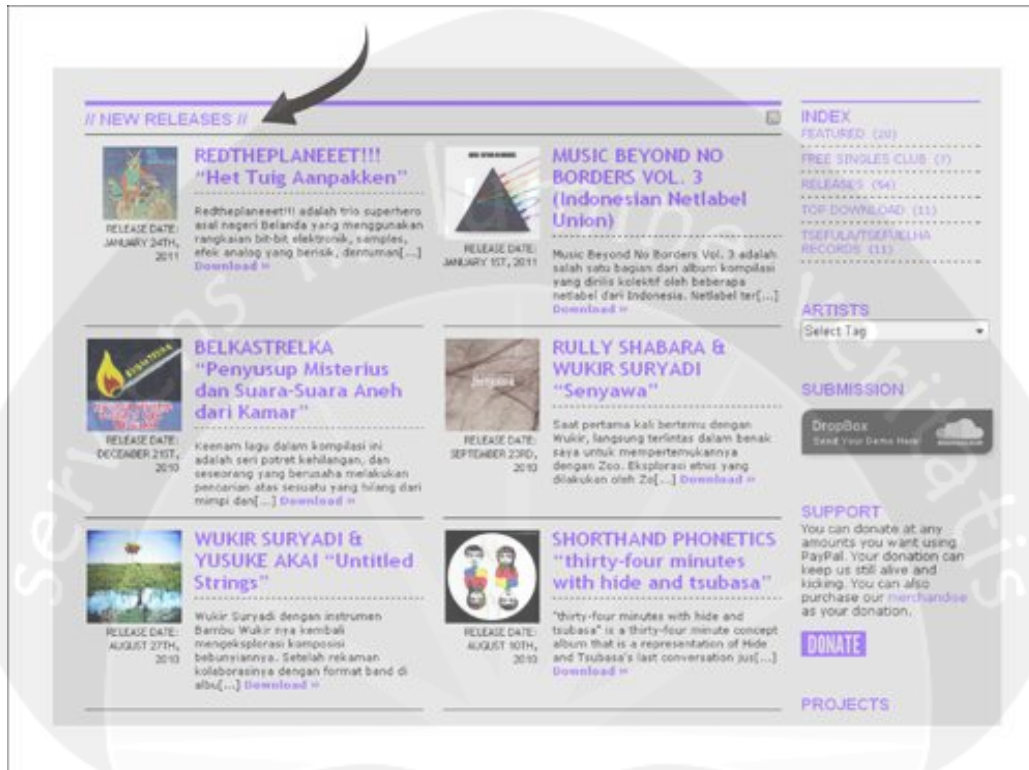 // NEW RELEASES //
REDTHEPLANEEET!!!
“Het Tuig Aanpakken”
Redtheplaneeet!!! adalah trio superhero
asal negeri Belanda yang menggunakan
rangkaian bit-bit elektronik, samples,
efek analog yang berisik, dentuman[...]
Download »
RELEASE DATE:
JANUARY 24TH,
2011
MUSIC BEYOND NO
BORDERS VOL. 3
(Indonesian Netlabel
Union)
Music Beyond No Borders Vol. 3 adalah
salah satu bagian dari album kompilasi
yang dirilis kolektif oleh beberapa
netlabel dari Indonesia. Netlabel ter[...]
Download »
RELEASE DATE:
JANUARY 1ST, 2011
BELKASTRELKA
“Penyusup Misterius
dan Suara-Suara Aneh
dari Kamar”
Keenam lagu dalam kompilasi ini
adalah seri potret kehilangan, dan
seseorang yang berusaha melakukan
pencarian atas sesuatu yang hilang dari
mimpi dan[...] Download »
RELEASE DATE:
DECEMBER 21ST,
2010
RULLY SHABARA &
WUKIR SURYADI
“Senyawa”
Saat pertama kali bertemu dengan
Wukir, langsung terlintas dalam benak
saya untuk mempertemukannya
dengan Zoo. Eksplorasi etnis yang
dilakukan oleh Zo[...] Download »
Senyawa
RELEASE DATE:
SEPTEMBER 23RD,
2010
WUKIR SURYADI &
YUSUKE AKAI “Untitled
Strings”
Wukir Suryadi dengan instrumen
Bambu Wukir nya kembali
mengeksplorasi komposisi
bebunyiannya. Setelah rekaman
kolaborasinya dengan format band di
albu[...] Download »
RELEASE DATE:
AUGUST 27TH,
2010
SHORTHAND PHONETICS
“thirty-four minutes
with hide and tsubasa”
"thirty-four minutes with hide and
tsubasa" is a thirty-four minute concept
album that is a representation of Hide
and Tsubasa's last conversation jus[...]
Download »
RELEASE DATE:
AUGUST 10TH,
2010
INDEX
FEATURED (20)
FREE SINGLES CLUB (7)
RELEASES (54)
TOP DOWNLOAD (11)
TSEFULA/TSEFUELLHA
RECORDS (11)
ARTISTS
Select Tag
SUBMISSION
DropBox
Send Your Demo Here
SUPPORT
You can donate at any
amounts you want using
PayPal. Your donation can
keep us still alive and
kicking. You can also
purchase our merchandise
as your donation.
DONATE
PROJECTS
serviens in lumine veritatis